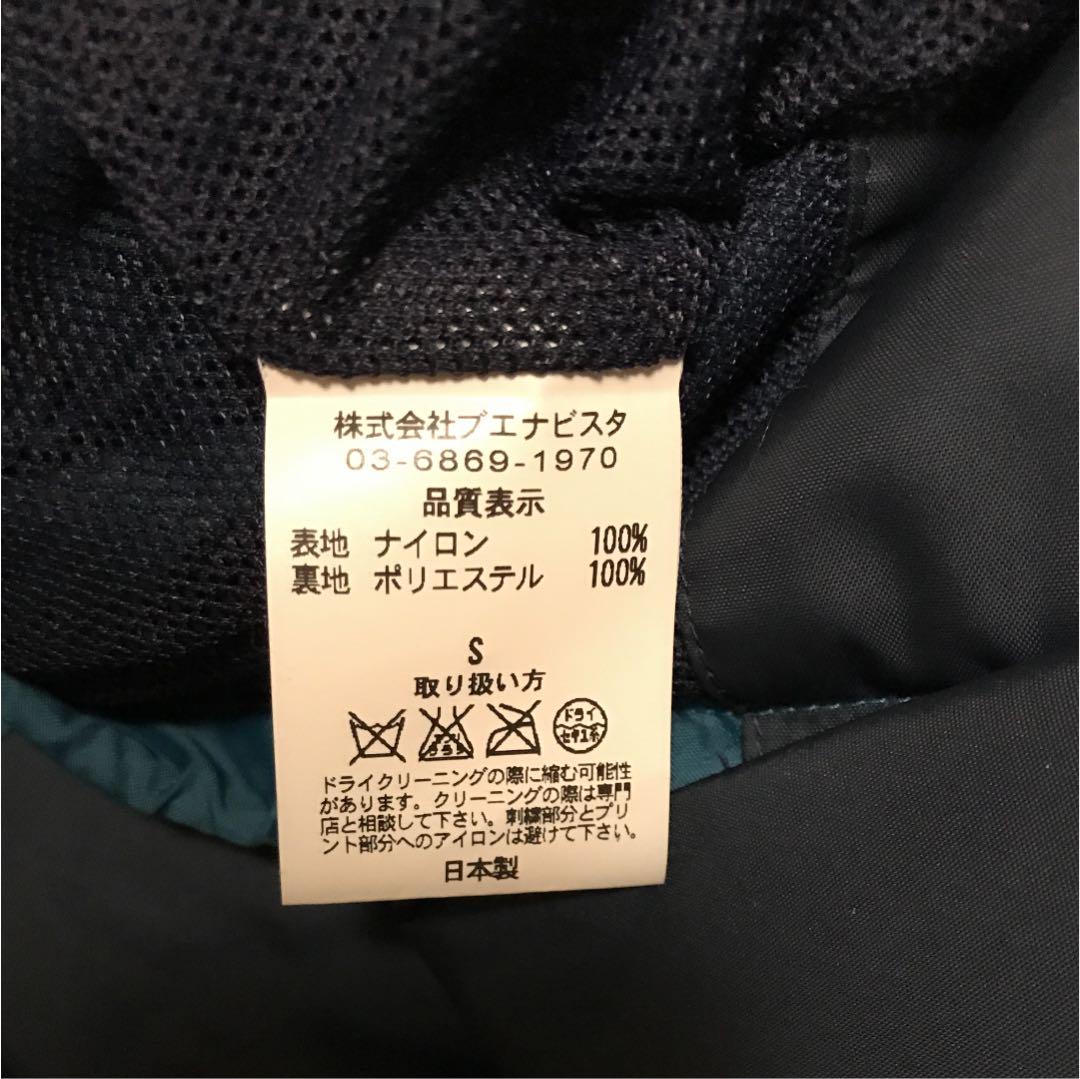 株式会社ブエナビスタ
03-6869-1970
品質表示
表地 ナイロン 100%
裏地 ポリエステル 100%
S
取り扱い方
エンソ サラシ ドライ セキユ系
ドライクリーニングの際に縮む可能性
があります。クリーニングの際は専門
店と相談して下さい。刺繍部分とプリ
ント部分へのアイロンは避けて下さい。
日本製